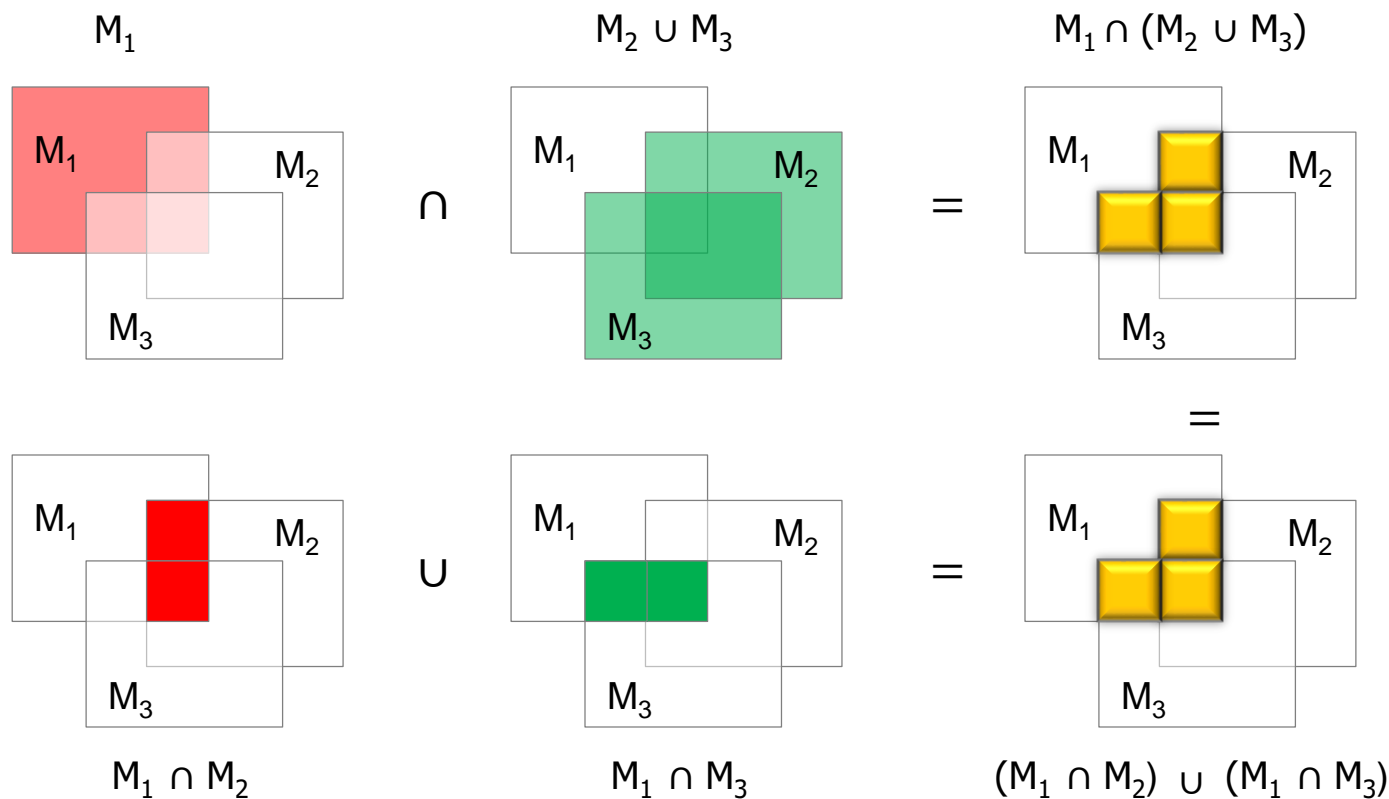 M₁ M₂ ∪ M₃ M₁ ∩ (M₂ ∪ M₃)
M₁ M₁ M₁
M₂ M₂ M₂
∩ =
M₃ M₃ M₃
=
M₁ M₁ M₁
M₂ M₂ M₂
∪ =
M₃ M₃ M₃
M₁ ∩ M₂ M₁ ∩ M₃ (M₁ ∩ M₂) ∪ (M₁ ∩ M₃)